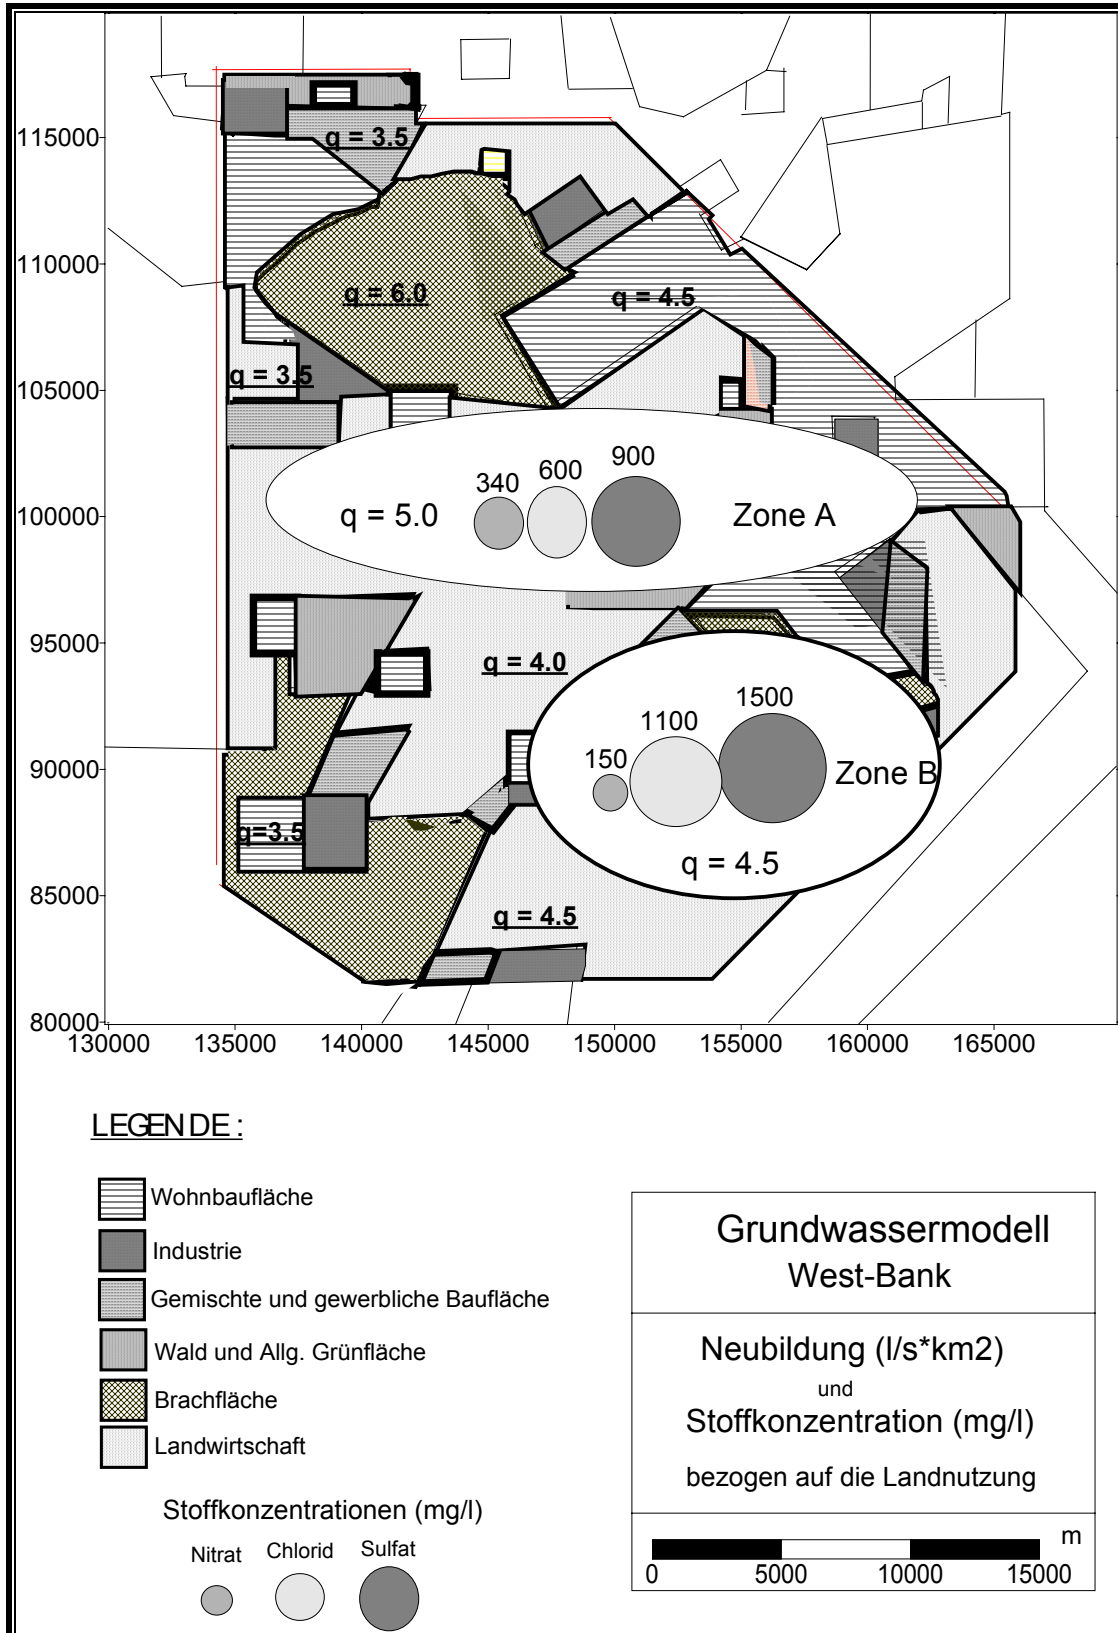 115000
q = 3.5
110000
q = 6.0
q = 4.5
105000
q = 3.5
100000
q = 5.0
340
600
900
Zone A
95000
q = 4.0
90000
150
1100
1500
Zone B
q = 4.5
q=3.5
85000
q = 4.5
80000
130000 135000 140000 145000 150000 155000 160000 165000
LEGENDE :
Wohnbaufläche
Industrie
Gemischte und gewerbliche Baufläche
Wald und Allg. Grünfläche
Brachfläche
Landwirtschaft
Stoffkonzentrationen (mg/l)
Nitrat Chlorid Sulfat
Grundwassermodell
West-Bank
Neubildung (l/s*km2)
und
Stoffkonzentration (mg/l)
bezogen auf die Landnutzung
m
0 5000 10000 15000